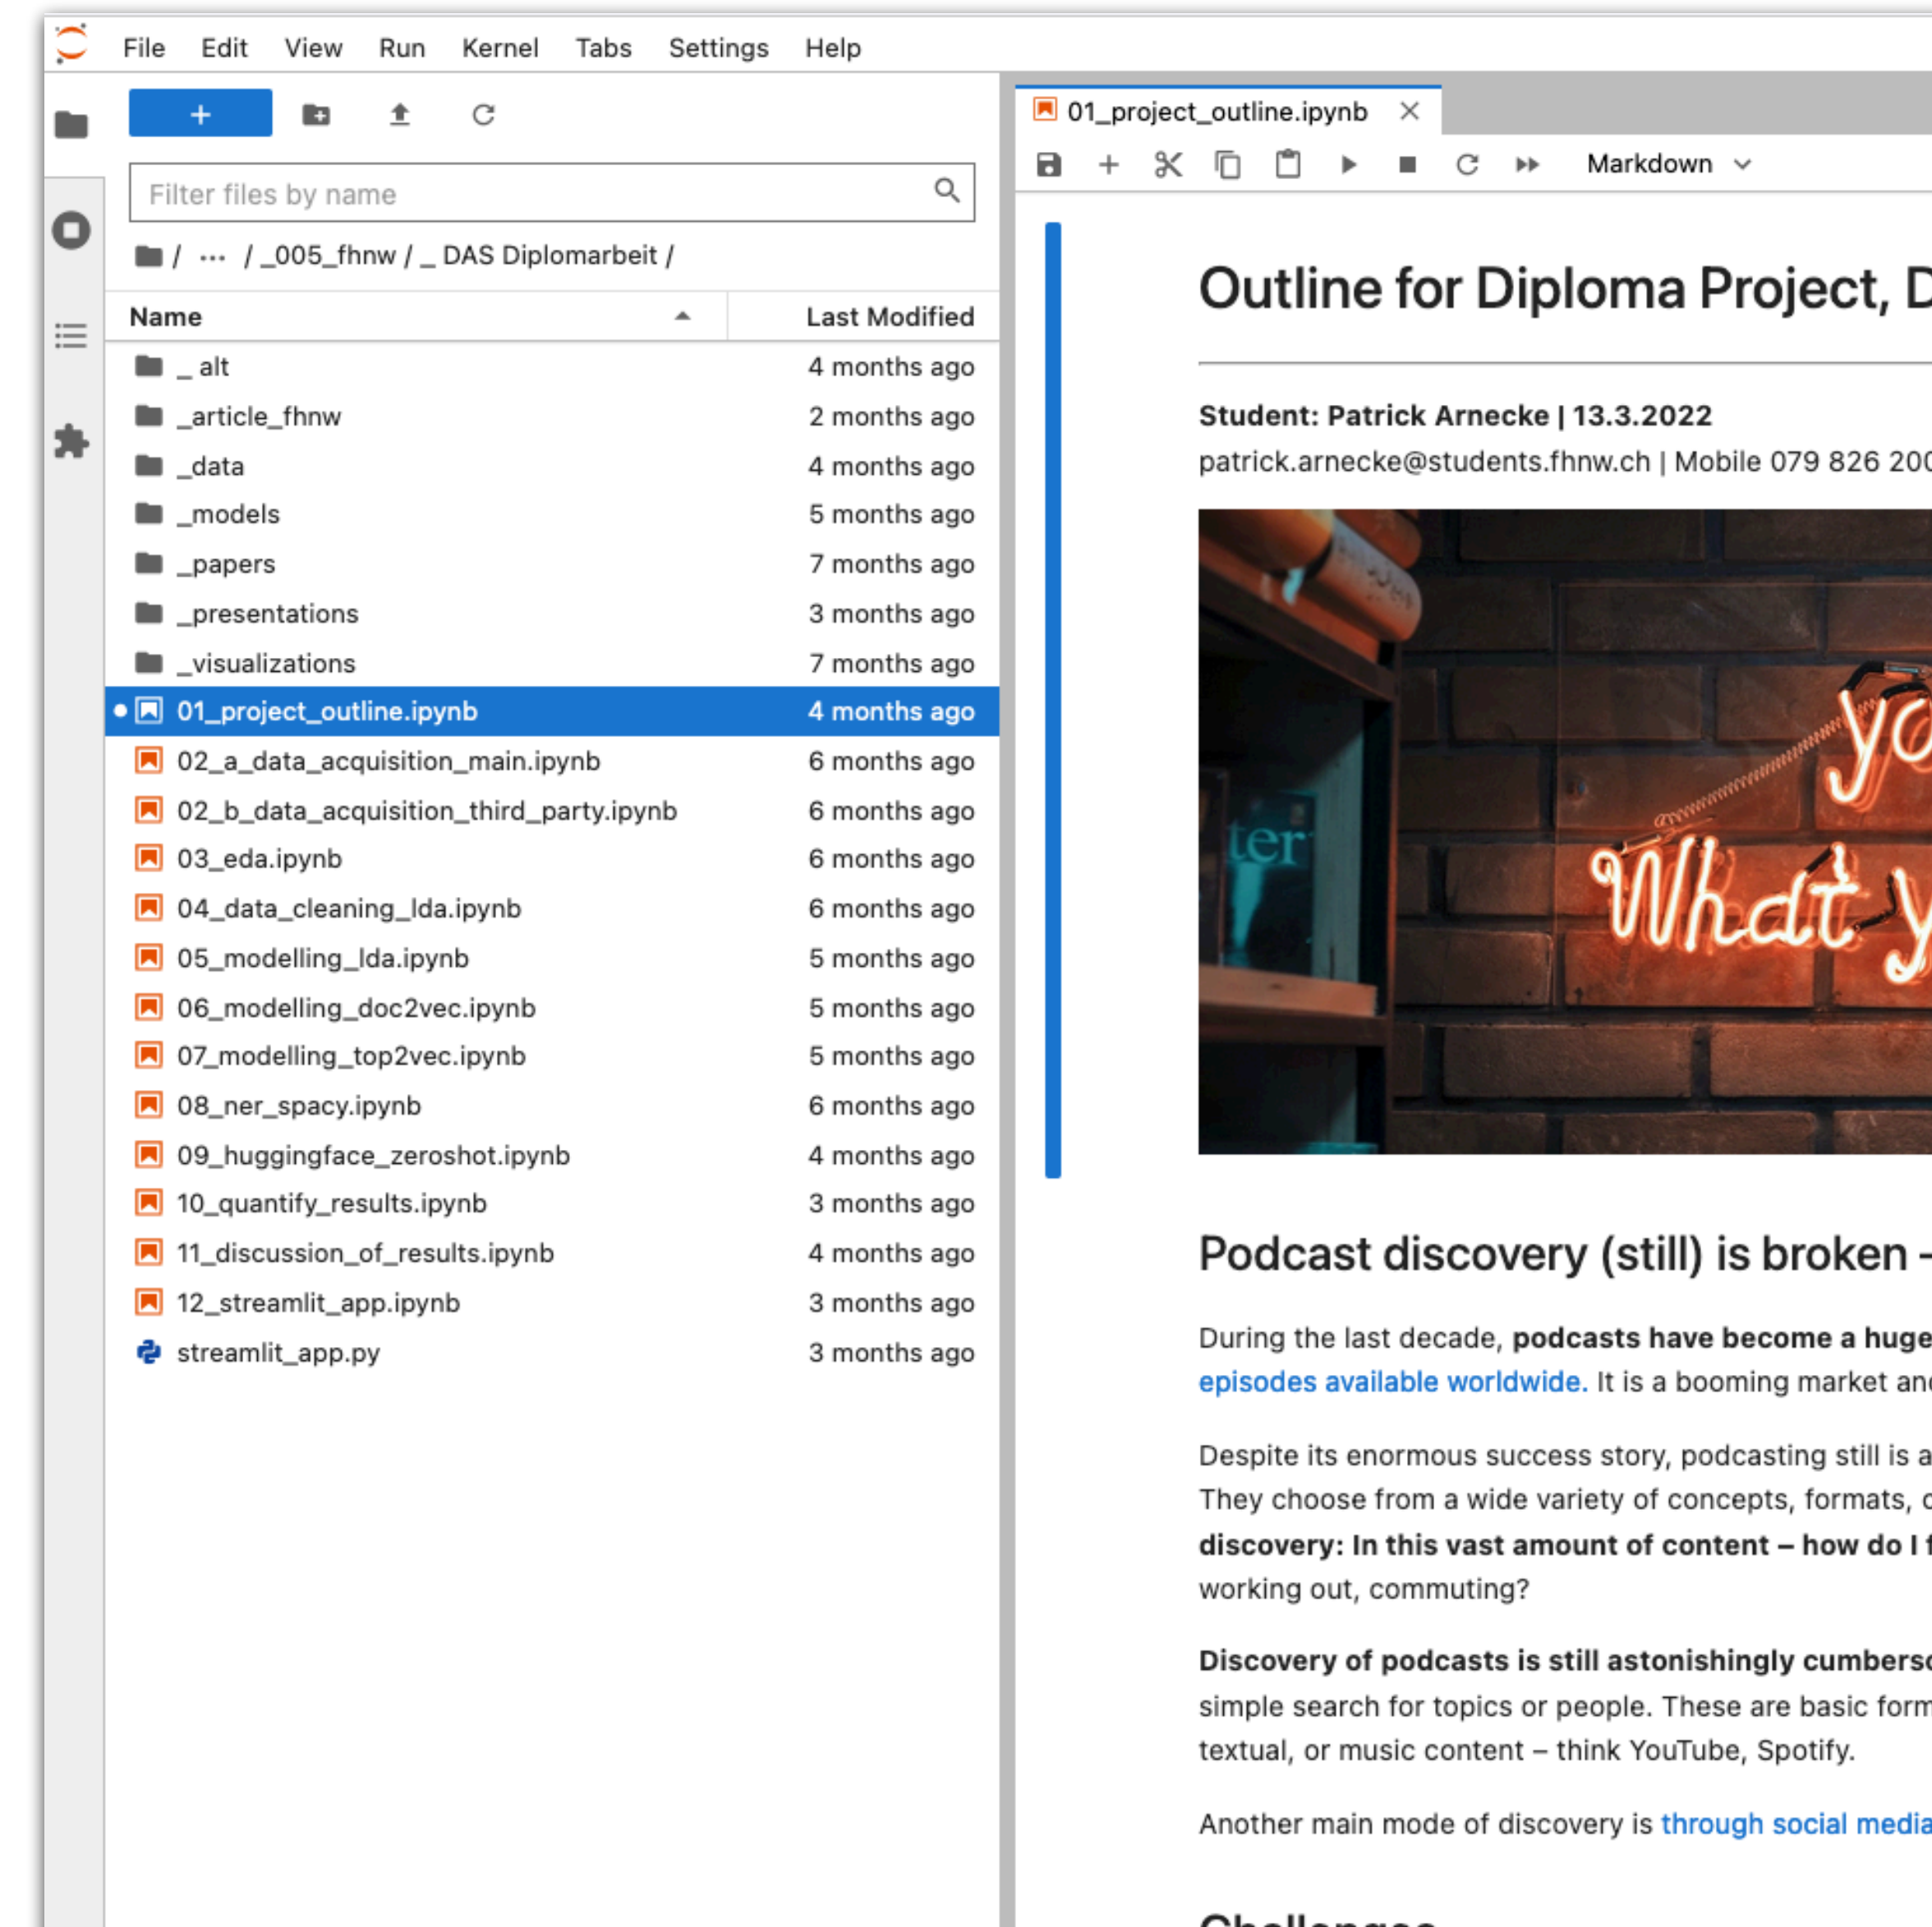 File Edit View Run Kernel Tabs Settings Help
+
Filter files by name
/ ... / _005_fhnw / _ DAS Diplomarbeit /
Name Last Modified
_ alt 4 months ago
_article_fhnw 2 months ago
_data 4 months ago
_models 5 months ago
_papers 7 months ago
_presentations 3 months ago
_visualizations 7 months ago
01_project_outline.ipynb 4 months ago
02_a_data_acquisition_main.ipynb 6 months ago
02_b_data_acquisition_third_party.ipynb 6 months ago
03_eda.ipynb 6 months ago
04_data_cleaning_lda.ipynb 6 months ago
05_modelling_lda.ipynb 5 months ago
06_modelling_doc2vec.ipynb 5 months ago
07_modelling_top2vec.ipynb 5 months ago
08_ner_spacy.ipynb 6 months ago
09_huggingface_zeroshot.ipynb 4 months ago
10_quantify_results.ipynb 3 months ago
11_discussion_of_results.ipynb 4 months ago
12_streamlit_app.ipynb 3 months ago
streamlit_app.py 3 months ago
01_project_outline.ipynb
Markdown
Outline for Diploma Project, D
Student: Patrick Arnecke | 13.3.2022
patrick.arnecke@students.fhnw.ch | Mobile 079 826 200
yo
ter
What y
Podcast discovery (still) is broken –
During the last decade, podcasts have become a huge
episodes available worldwide. It is a booming market and
Despite its enormous success story, podcasting still is a
They choose from a wide variety of concepts, formats,
discovery: In this vast amount of content – how do I f
working out, commuting?
Discovery of podcasts is still astonishingly cumberso
simple search for topics or people. These are basic form
textual, or music content – think YouTube, Spotify.
Another main mode of discovery is through social media